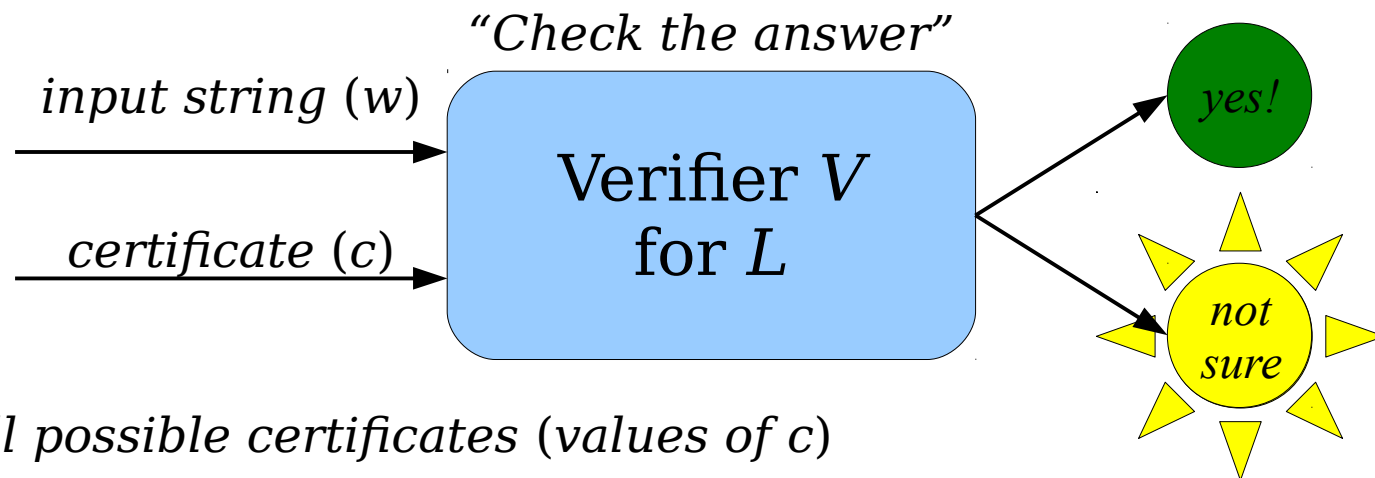 “Check the answer”
input string (w)
yes!
Verifier V
for L
certificate (c)
not
sure
possible certificates (values of c)